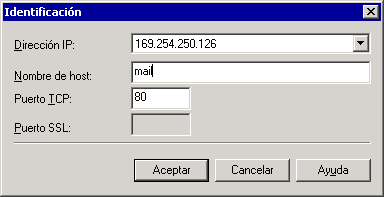 Identificación
Dirección IP: 169.254.250.126
Nombre de host: mail
Puerto TCP: 80
Puerto SSL:
Aceptar Cancelar Ayuda